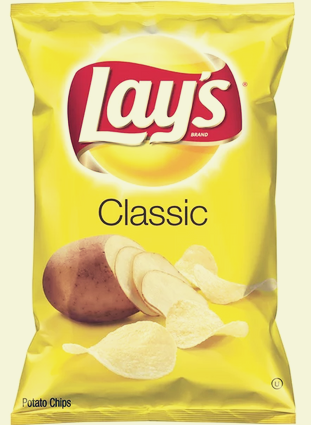 Lay's
BRAND
Classic
Potato Chips
U